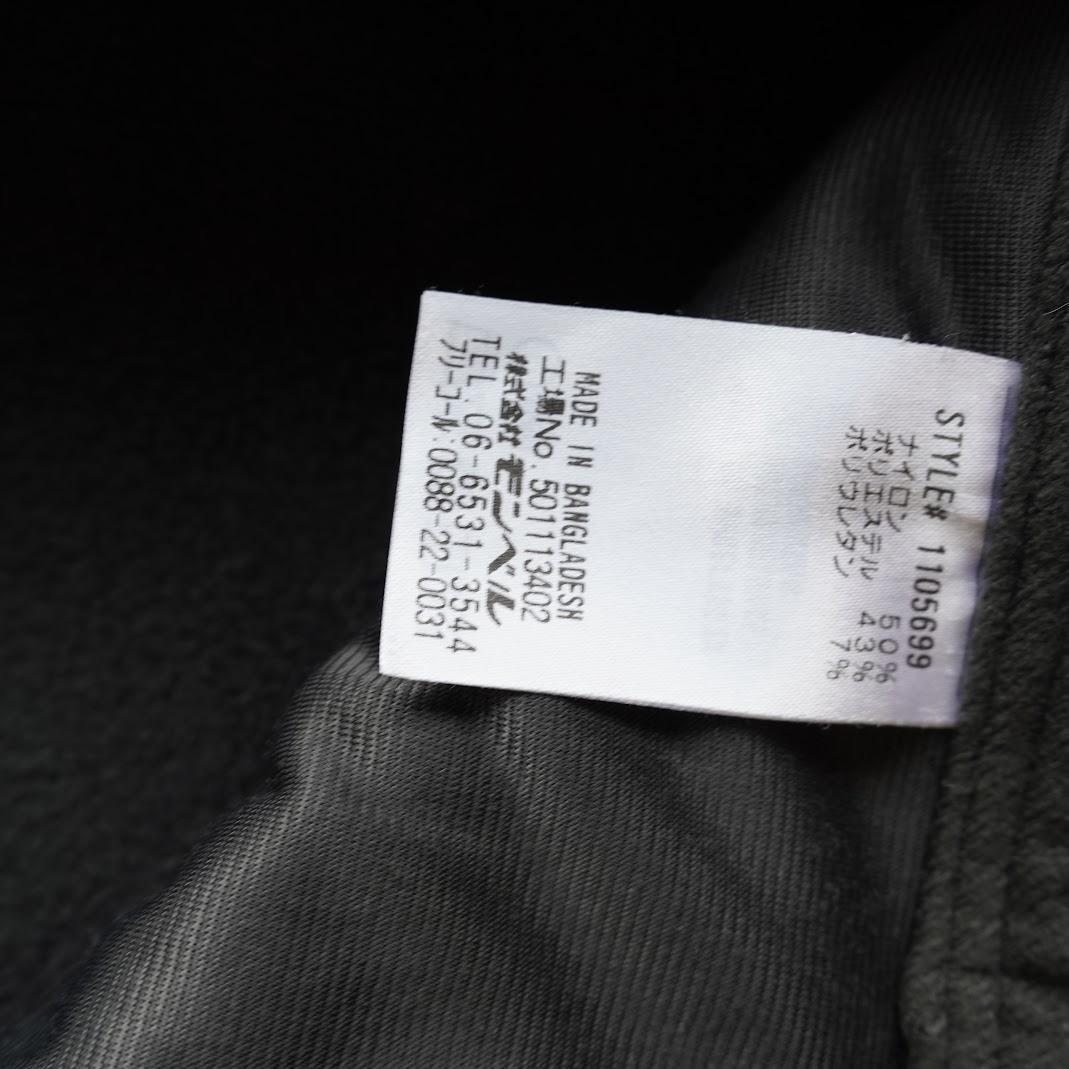 STYLE# 1105699
ナイロン 50%
ポリエステル 43%
ポリウレタン 7%
MADE IN BANGLADESH
工場No.501113402
株式会社モンベル
TEL.06-6531-3544
フリーコール:0088-22-0031